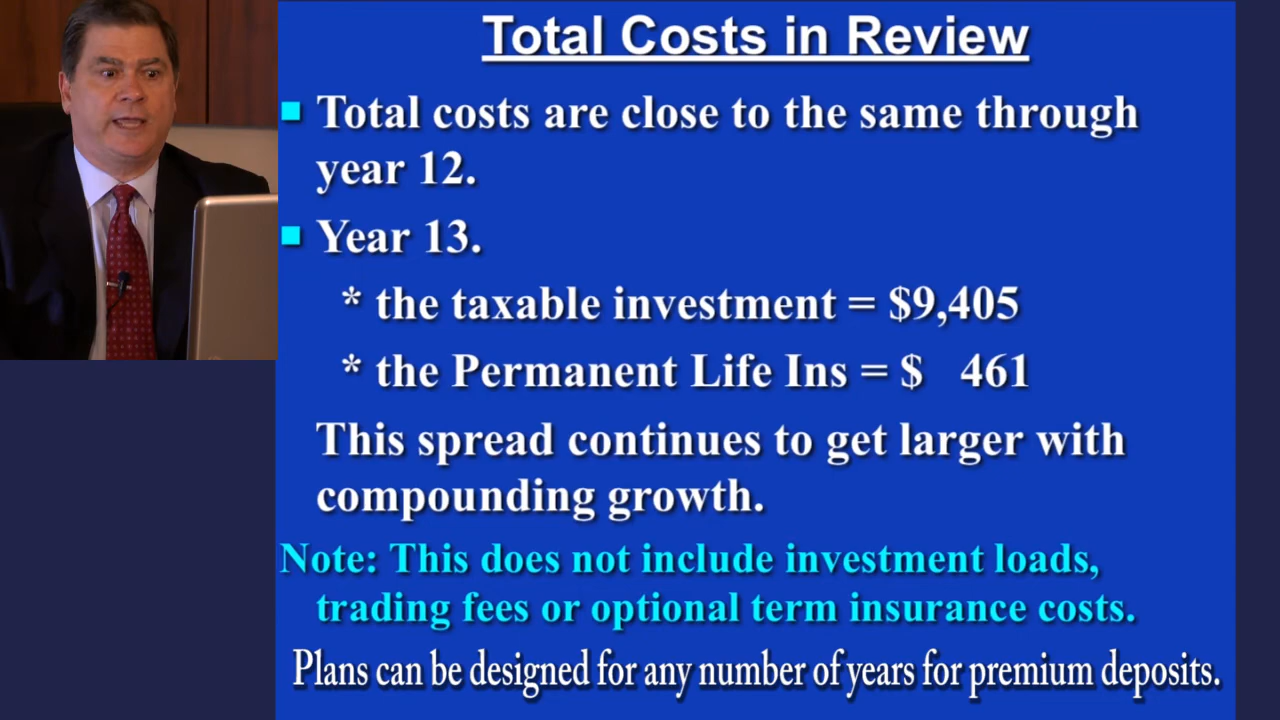 Total Costs in Review
Total costs are close to the same through
year 12.
Year 13.
* the taxable investment = $9,405
* the Permanent Life Ins = $ 461
This spread continues to get larger with
compounding growth.
Note: This does not include investment loads,
trading fees or optional term insurance costs.
Plans can be designed for any number of years for premium deposits.